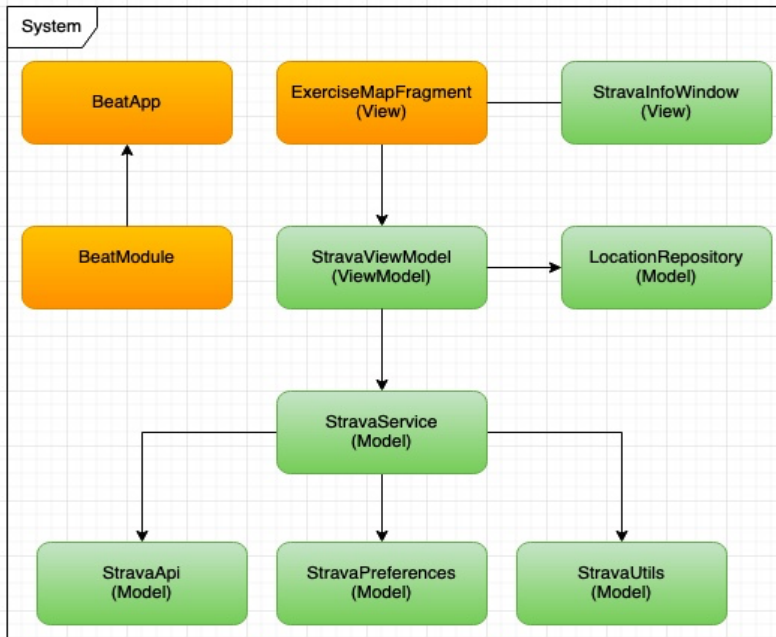 System
BeatApp
ExerciseMapFragment
(View)
StravaInfoWindow
(View)
BeatModule
StravaViewModel
(ViewModel)
LocationRepository
(Model)
StravaService
(Model)
StravaApi
(Model)
StravaPreferences
(Model)
StravaUtils
(Model)